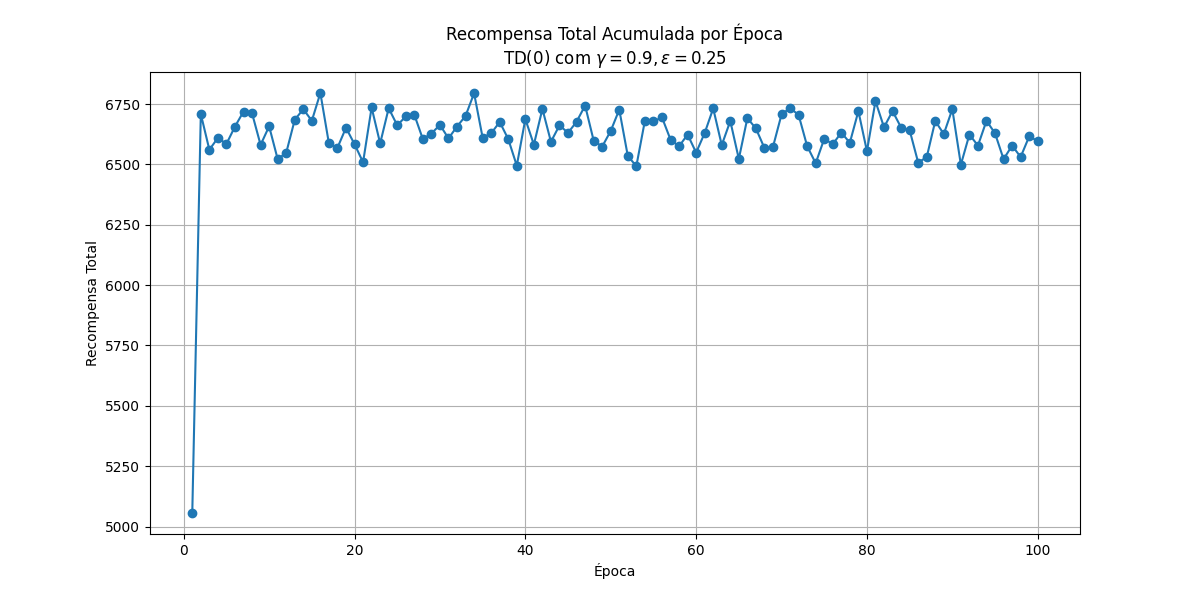 Recompensa Total Acumulada por Época
TD(0) com γ = 0.9, ε = 0.25
6750
6500
6250
6000
5750
5500
5250
5000
Recompensa Total
0 20 40 60 80 100
Época